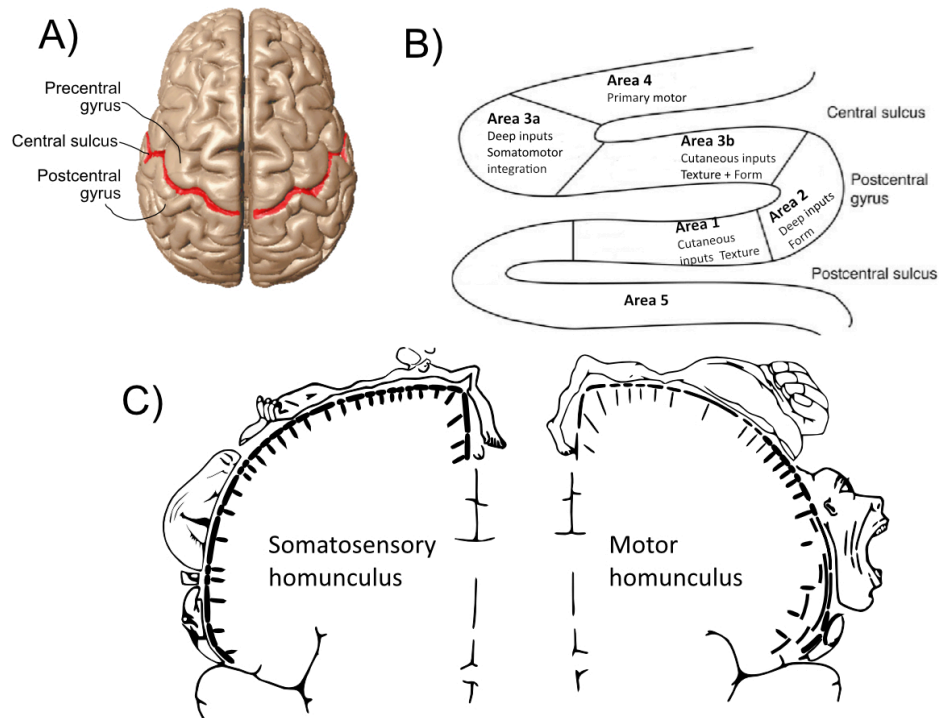 A)
Precentral
gyrus
Central sulcus
Postcentral
gyrus
B)
Area 4
Primary motor
Central sulcus
Area 3a
Deep inputs
Somatomotor
integration
Area 3b
Cutaneous inputs
Texture + Form
Postcentral
gyrus
Area 2
Deep inputs
Form
Area 1
Cutaneous
inputs Texture
Postcentral sulcus
Area 5
C)
Somatosensory
homunculus
Motor
homunculus